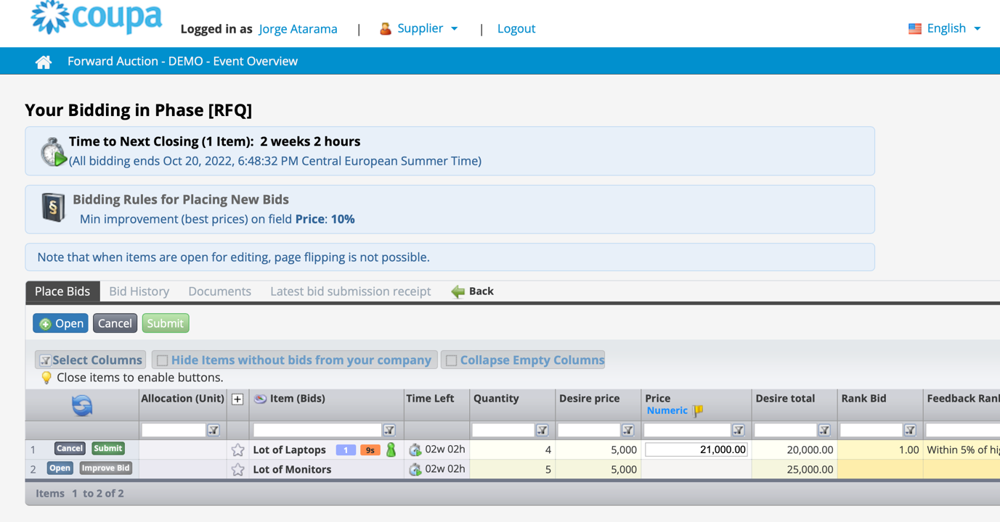 coupa
Logged in as Jorge Atarama | Supplier | Logout English
Forward Auction - DEMO - Event Overview
Your Bidding in Phase [RFQ]
Time to Next Closing (1 Item): 2 weeks 2 hours
(All bidding ends Oct 20, 2022, 6:48:32 PM Central European Summer Time)
§
Bidding Rules for Placing New Bids
Min improvement (best prices) on field Price: 10%
Note that when items are open for editing, page flipping is not possible.
Place Bids Bid History Documents Latest bid submission receipt Back
Open Cancel Submit
Select Columns Hide Items without bids from your company Collapse Empty Columns
Close items to enable buttons.
Allocation (Unit) Item (Bids) Time Left Quantity Desire price Price Desire total Rank Bid Feedback Rank
Numeric
1 Cancel Submit Lot of Laptops 1 9s 02w 02h 4 5,000 21,000.00 20,000.00 1.00 Within 5% of hig
2 Open Improve Bid Lot of Monitors 02w 02h 5 5,000 25,000.00
Items 1 to 2 of 2